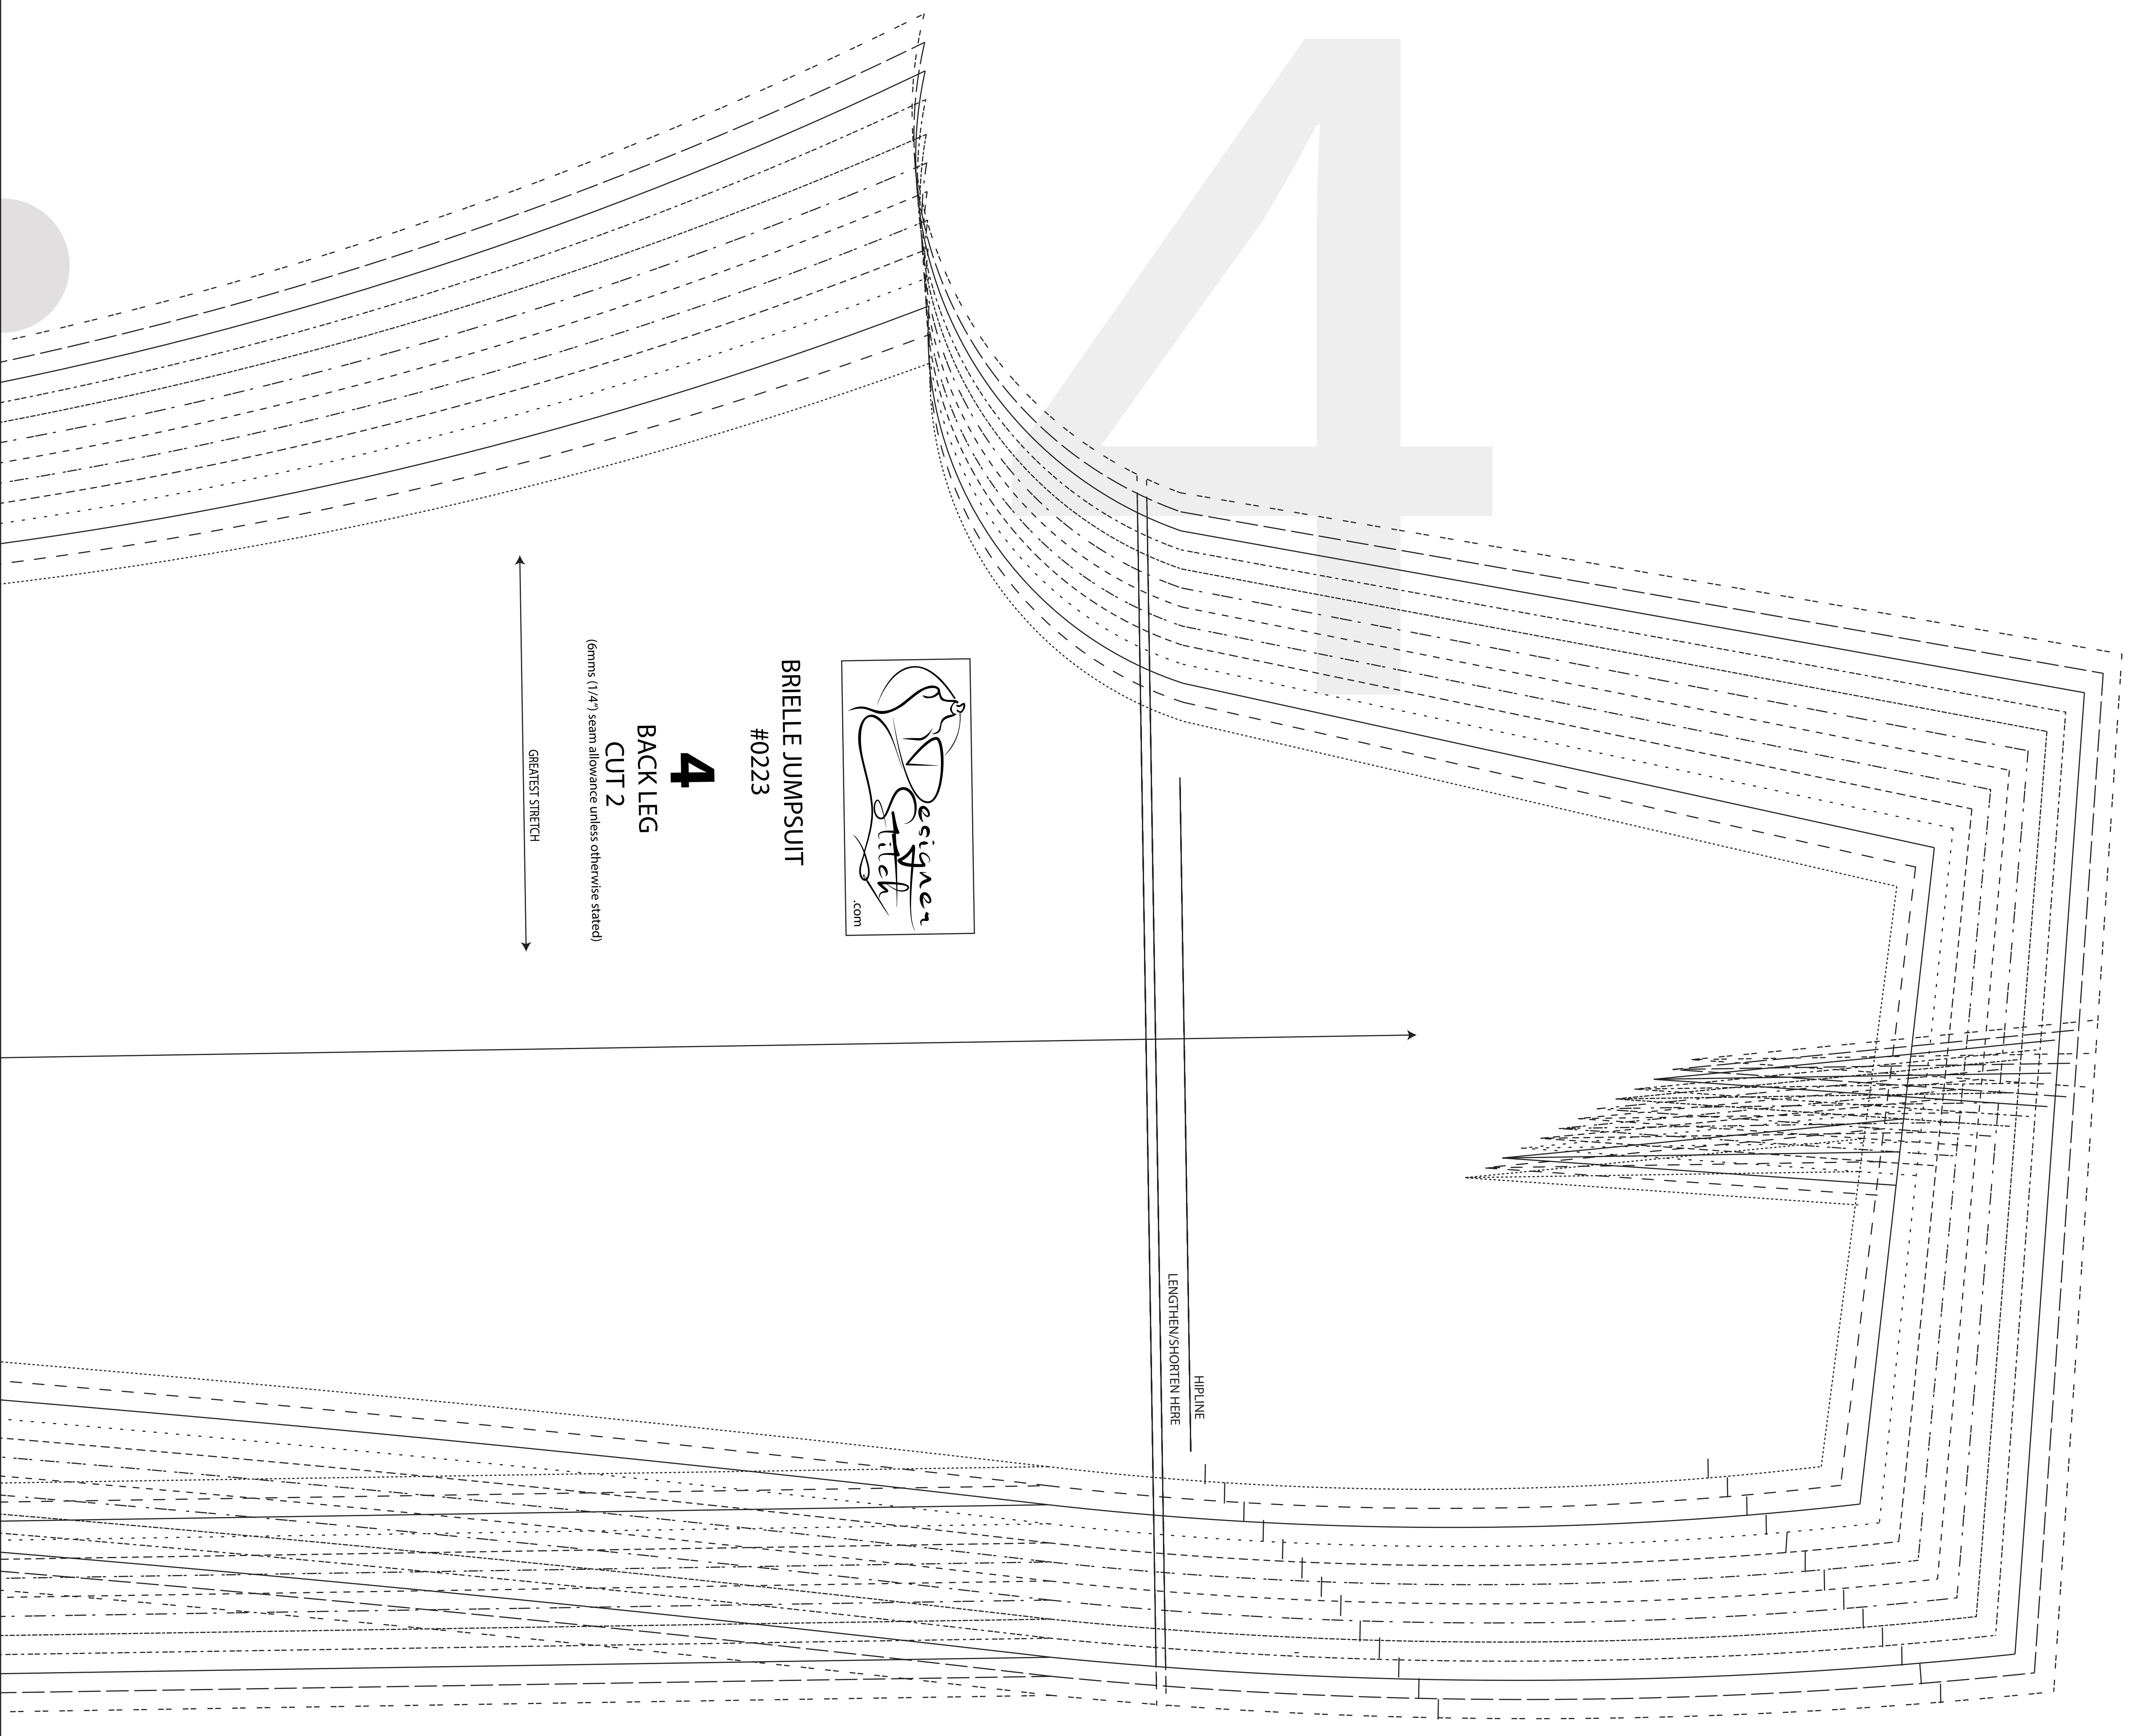 4
Designer
Stitch
.com
BRIELLE JUMPSUIT
#0223
4
BACK LEG
CUT 2
(6mms (1/4") seam allowance unless otherwise stated)
GREATEST STRETCH
HIPLINE
LENGTHEN/SHORTEN HERE